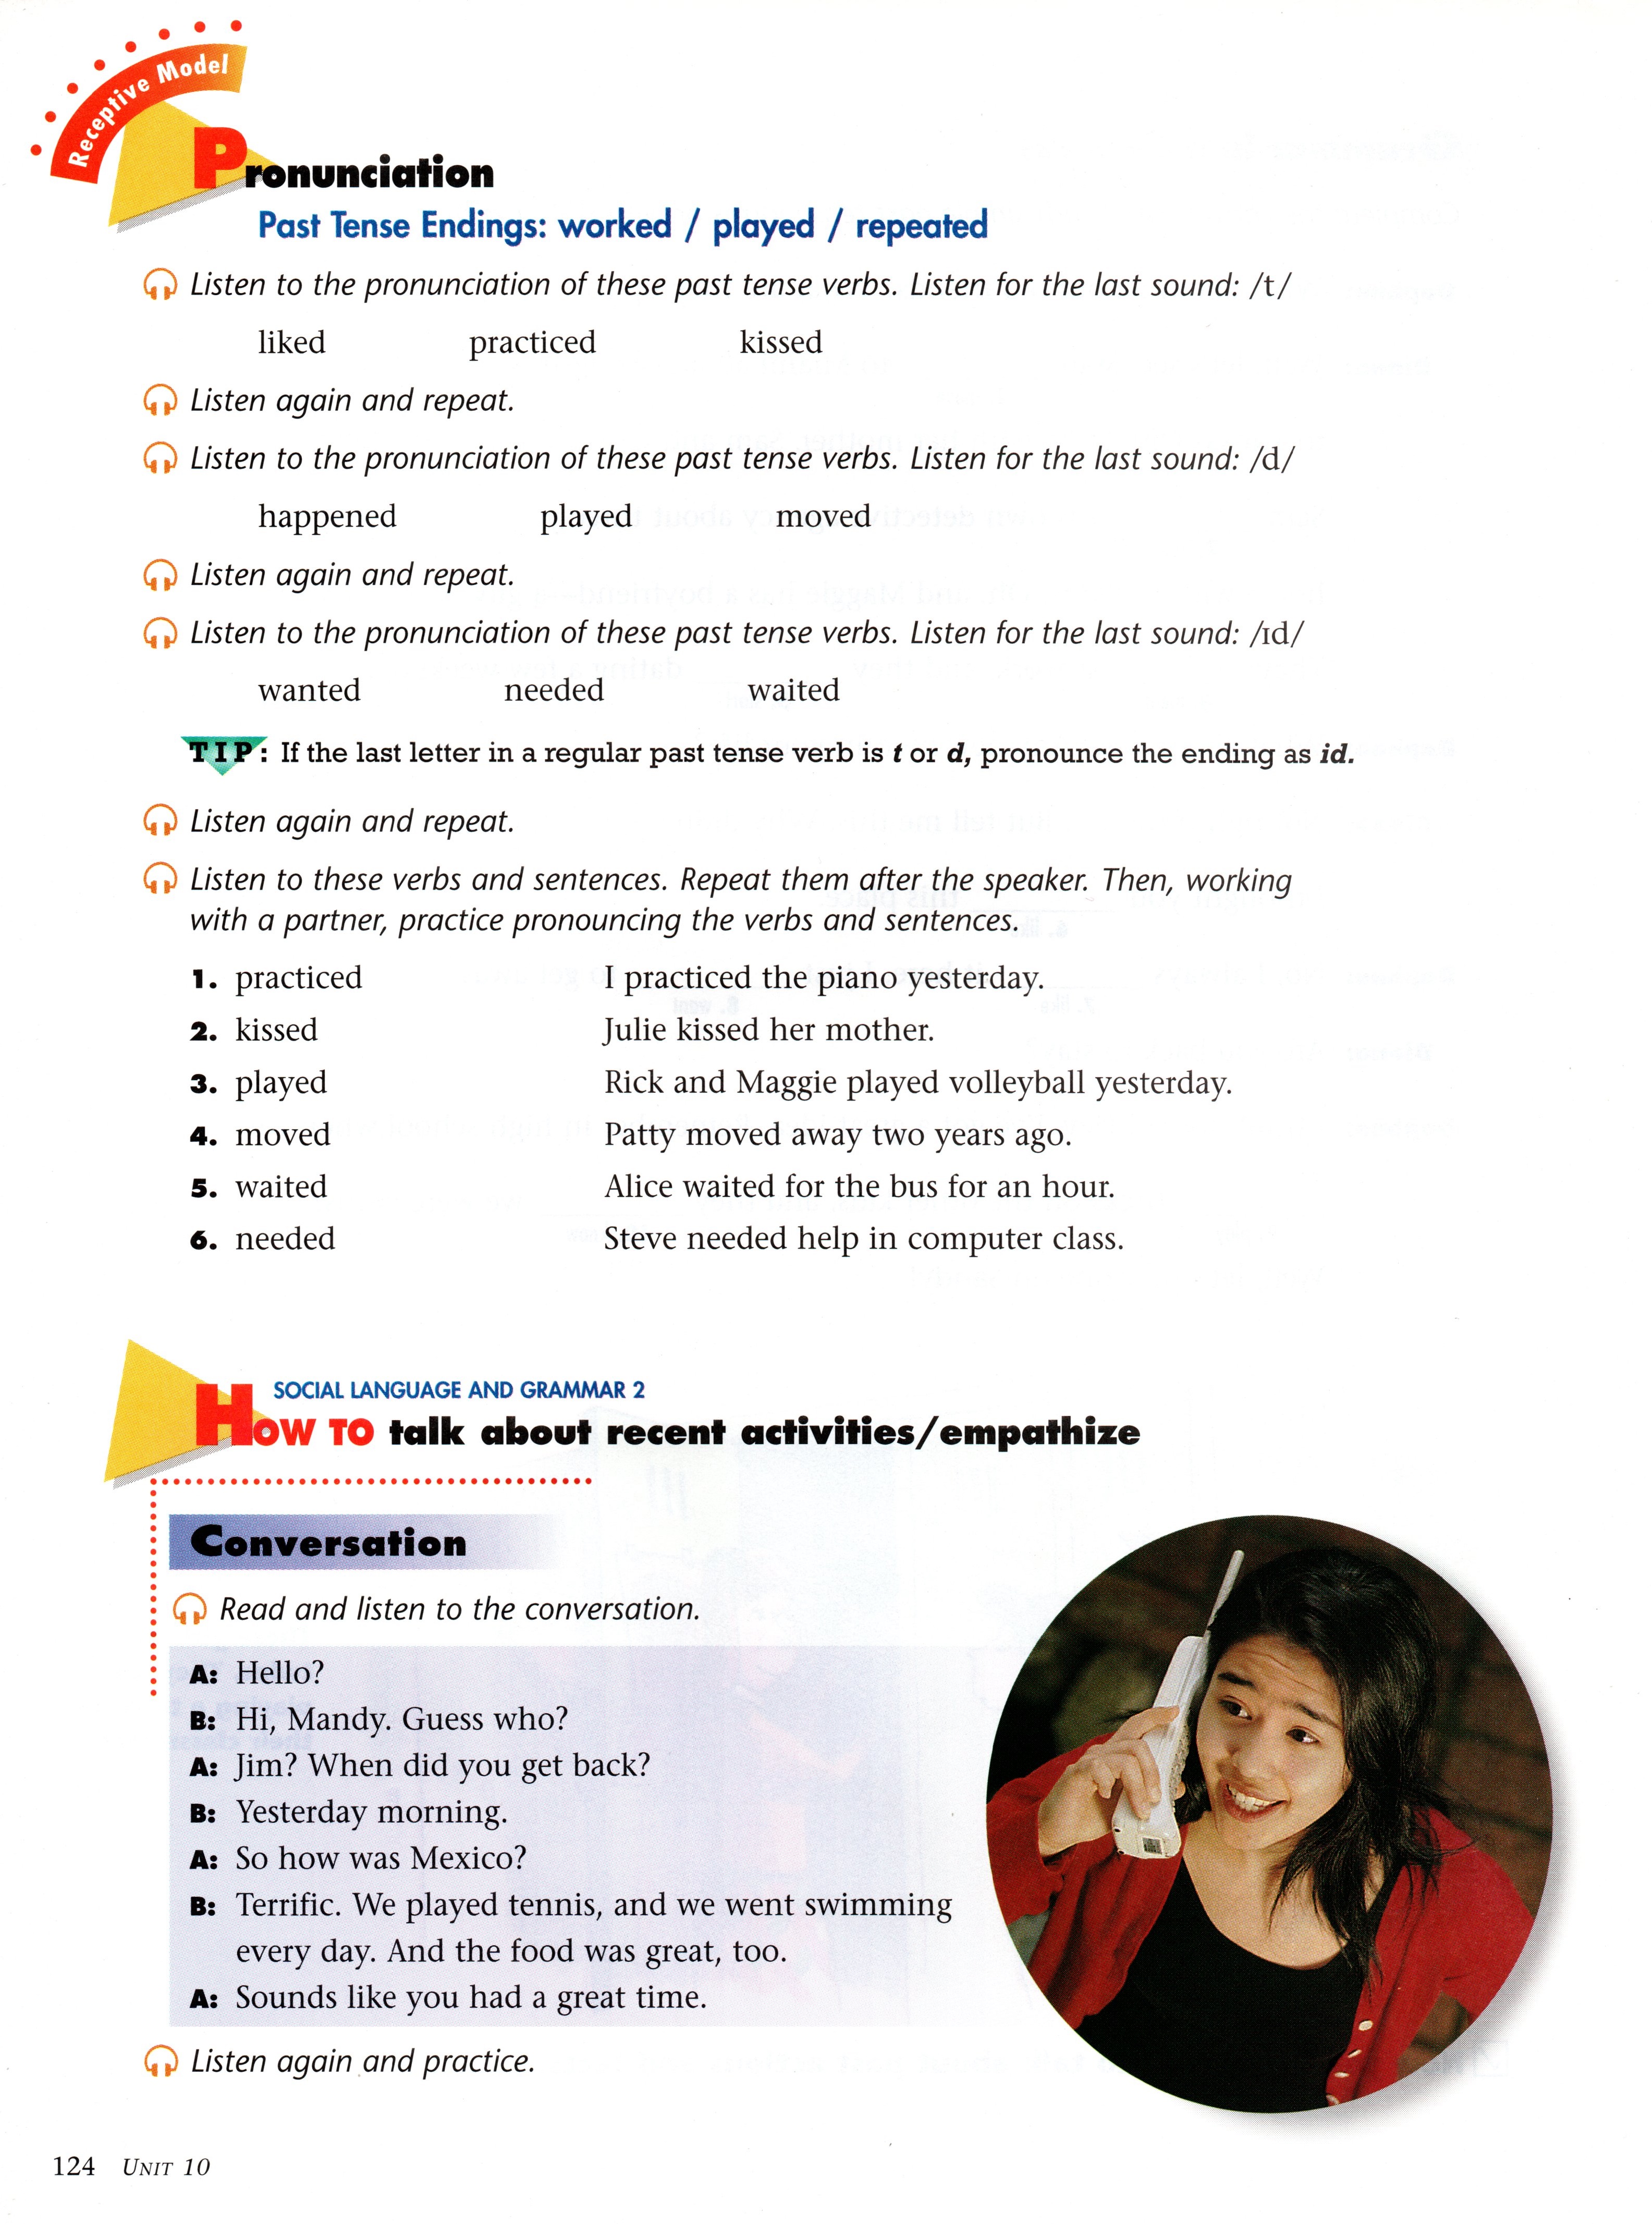 Receptive Model
Pronunciation
Past Tense Endings: worked / played / repeated
Listen to the pronunciation of these past tense verbs. Listen for the last sound: /t/
liked practiced kissed
Listen again and repeat.
Listen to the pronunciation of these past tense verbs. Listen for the last sound: /d/
happened played moved
Listen again and repeat.
Listen to the pronunciation of these past tense verbs. Listen for the last sound: /ɪd/
wanted needed waited
TIP: If the last letter in a regular past tense verb is t or d, pronounce the ending as id.
Listen again and repeat.
Listen to these verbs and sentences. Repeat them after the speaker. Then, working
with a partner, practice pronouncing the verbs and sentences.
1. practiced I practiced the piano yesterday.
2. kissed Julie kissed her mother.
3. played Rick and Maggie played volleyball yesterday.
4. moved Patty moved away two years ago.
5. waited Alice waited for the bus for an hour.
6. needed Steve needed help in computer class.
SOCIAL LANGUAGE AND GRAMMAR 2
HOW TO talk about recent activities/empathize
Conversation
Read and listen to the conversation.
A: Hello?
B: Hi, Mandy. Guess who?
A: Jim? When did you get back?
B: Yesterday morning.
A: So how was Mexico?
B: Terrific. We played tennis, and we went swimming
every day. And the food was great, too.
A: Sounds like you had a great time.
Listen again and practice.
124 UNIT 10